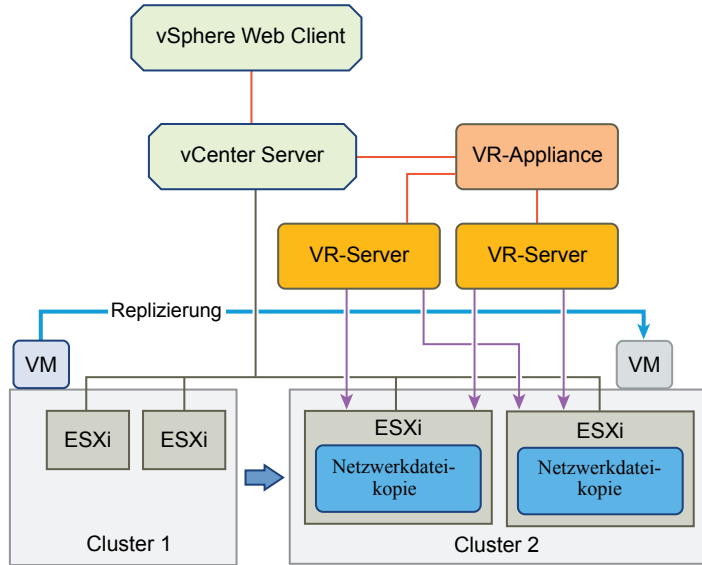 vSphere Web Client
vCenter Server
VR-Appliance
VR-Server
VR-Server
Replizierung
VM
VM
ESXi
ESXi
ESXi
ESXi
Netzwerkdatei-
kopie
Netzwerkdatei-
kopie
Cluster 1
Cluster 2